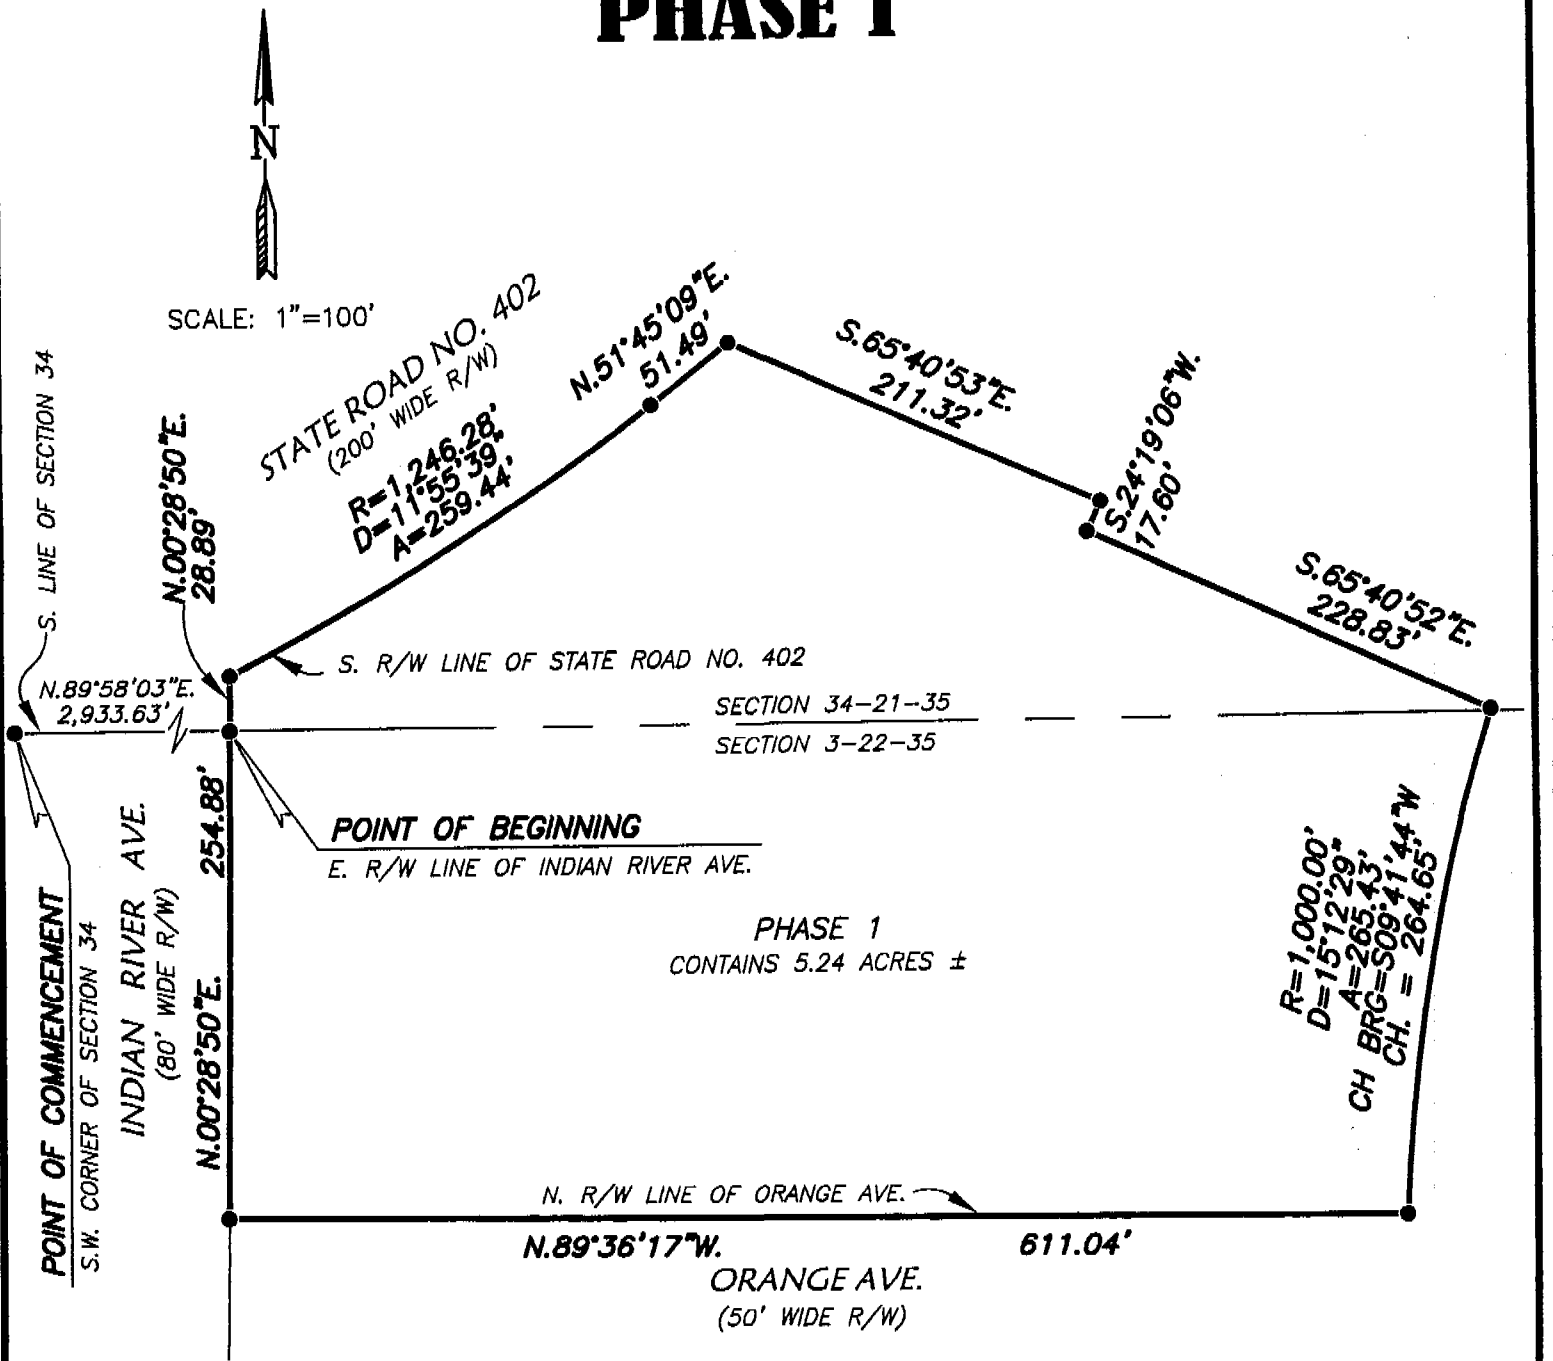 PHASE 1
N
SCALE: 1"=100'
STATE ROAD NO. 402
(200' WIDE R/W)
R=1,246.28'
D=11°55'39"
A=259.44'
N.51°45'09"E.
51.49'
S.65°40'53"E.
211.32'
S.24°19'06"W.
17.60'
S.65°40'52"E.
228.83'
S. LINE OF SECTION 34
N.00°28'50"E.
28.89'
N.89°58'03"E.
2,933.63'
S. R/W LINE OF STATE ROAD NO. 402
SECTION 34-21-35
SECTION 3-22-35
POINT OF BEGINNING
E. R/W LINE OF INDIAN RIVER AVE.
PHASE 1
CONTAINS 5.24 ACRES ±
POINT OF COMMENCEMENT
S.W. CORNER OF SECTION 34
INDIAN RIVER AVE.
(80' WIDE R/W)
N.00°28'50"E. 254.88'
R=1,000.00'
D=15°12'29"
A=265.43'
CH BRG=S09°41'44"W
CH. = 264.65'
N. R/W LINE OF ORANGE AVE.
N.89°36'17"W. 611.04'
ORANGE AVE.
(50' WIDE R/W)